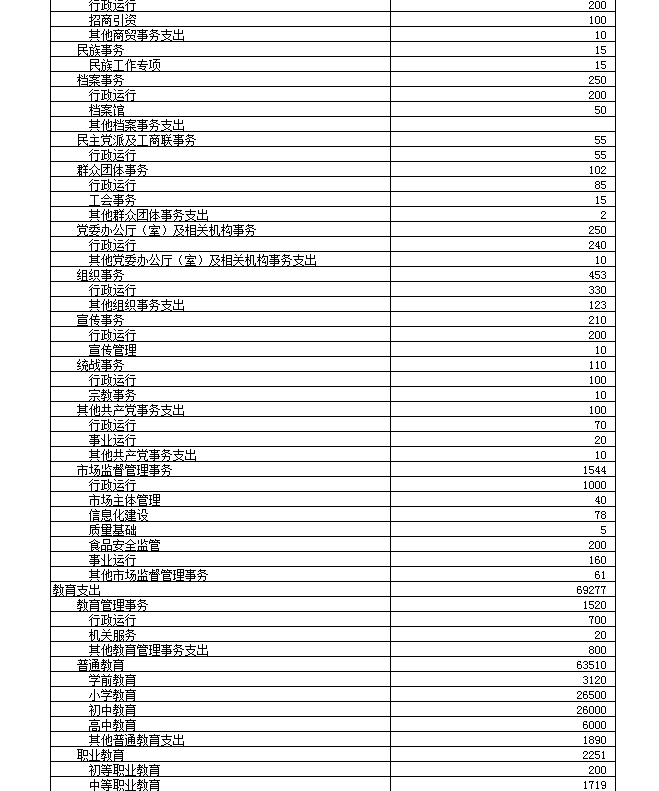 行政运行 200
招商引资 100
其他商贸事务支出 10
民族事务 15
民族工作专项 15
档案事务 250
行政运行 200
档案馆 50
其他档案事务支出
民主党派及工商联事务 55
行政运行 55
群众团体事务 102
行政运行 85
工会事务 15
其他群众团体事务支出 2
党委办公厅（室）及相关机构事务 250
行政运行 240
其他党委办公厅（室）及相关机构事务支出 10
组织事务 453
行政运行 330
其他组织事务支出 123
宣传事务 210
行政运行 200
宣传管理 10
统战事务 110
行政运行 100
宗教事务 10
其他共产党事务支出 100
行政运行 70
事业运行 20
其他共产党事务支出 10
市场监督管理事务 1544
行政运行 1000
市场主体管理 40
信息化建设 78
质量基础 5
食品安全监管 200
事业运行 160
其他市场监督管理事务 61
教育支出 69277
教育管理事务 1520
行政运行 700
机关服务 20
其他教育管理事务支出 800
普通教育 63510
学前教育 3120
小学教育 26500
初中教育 26000
高中教育 6000
其他普通教育支出 1890
职业教育 2251
初等职业教育 200
中等职业教育 1719